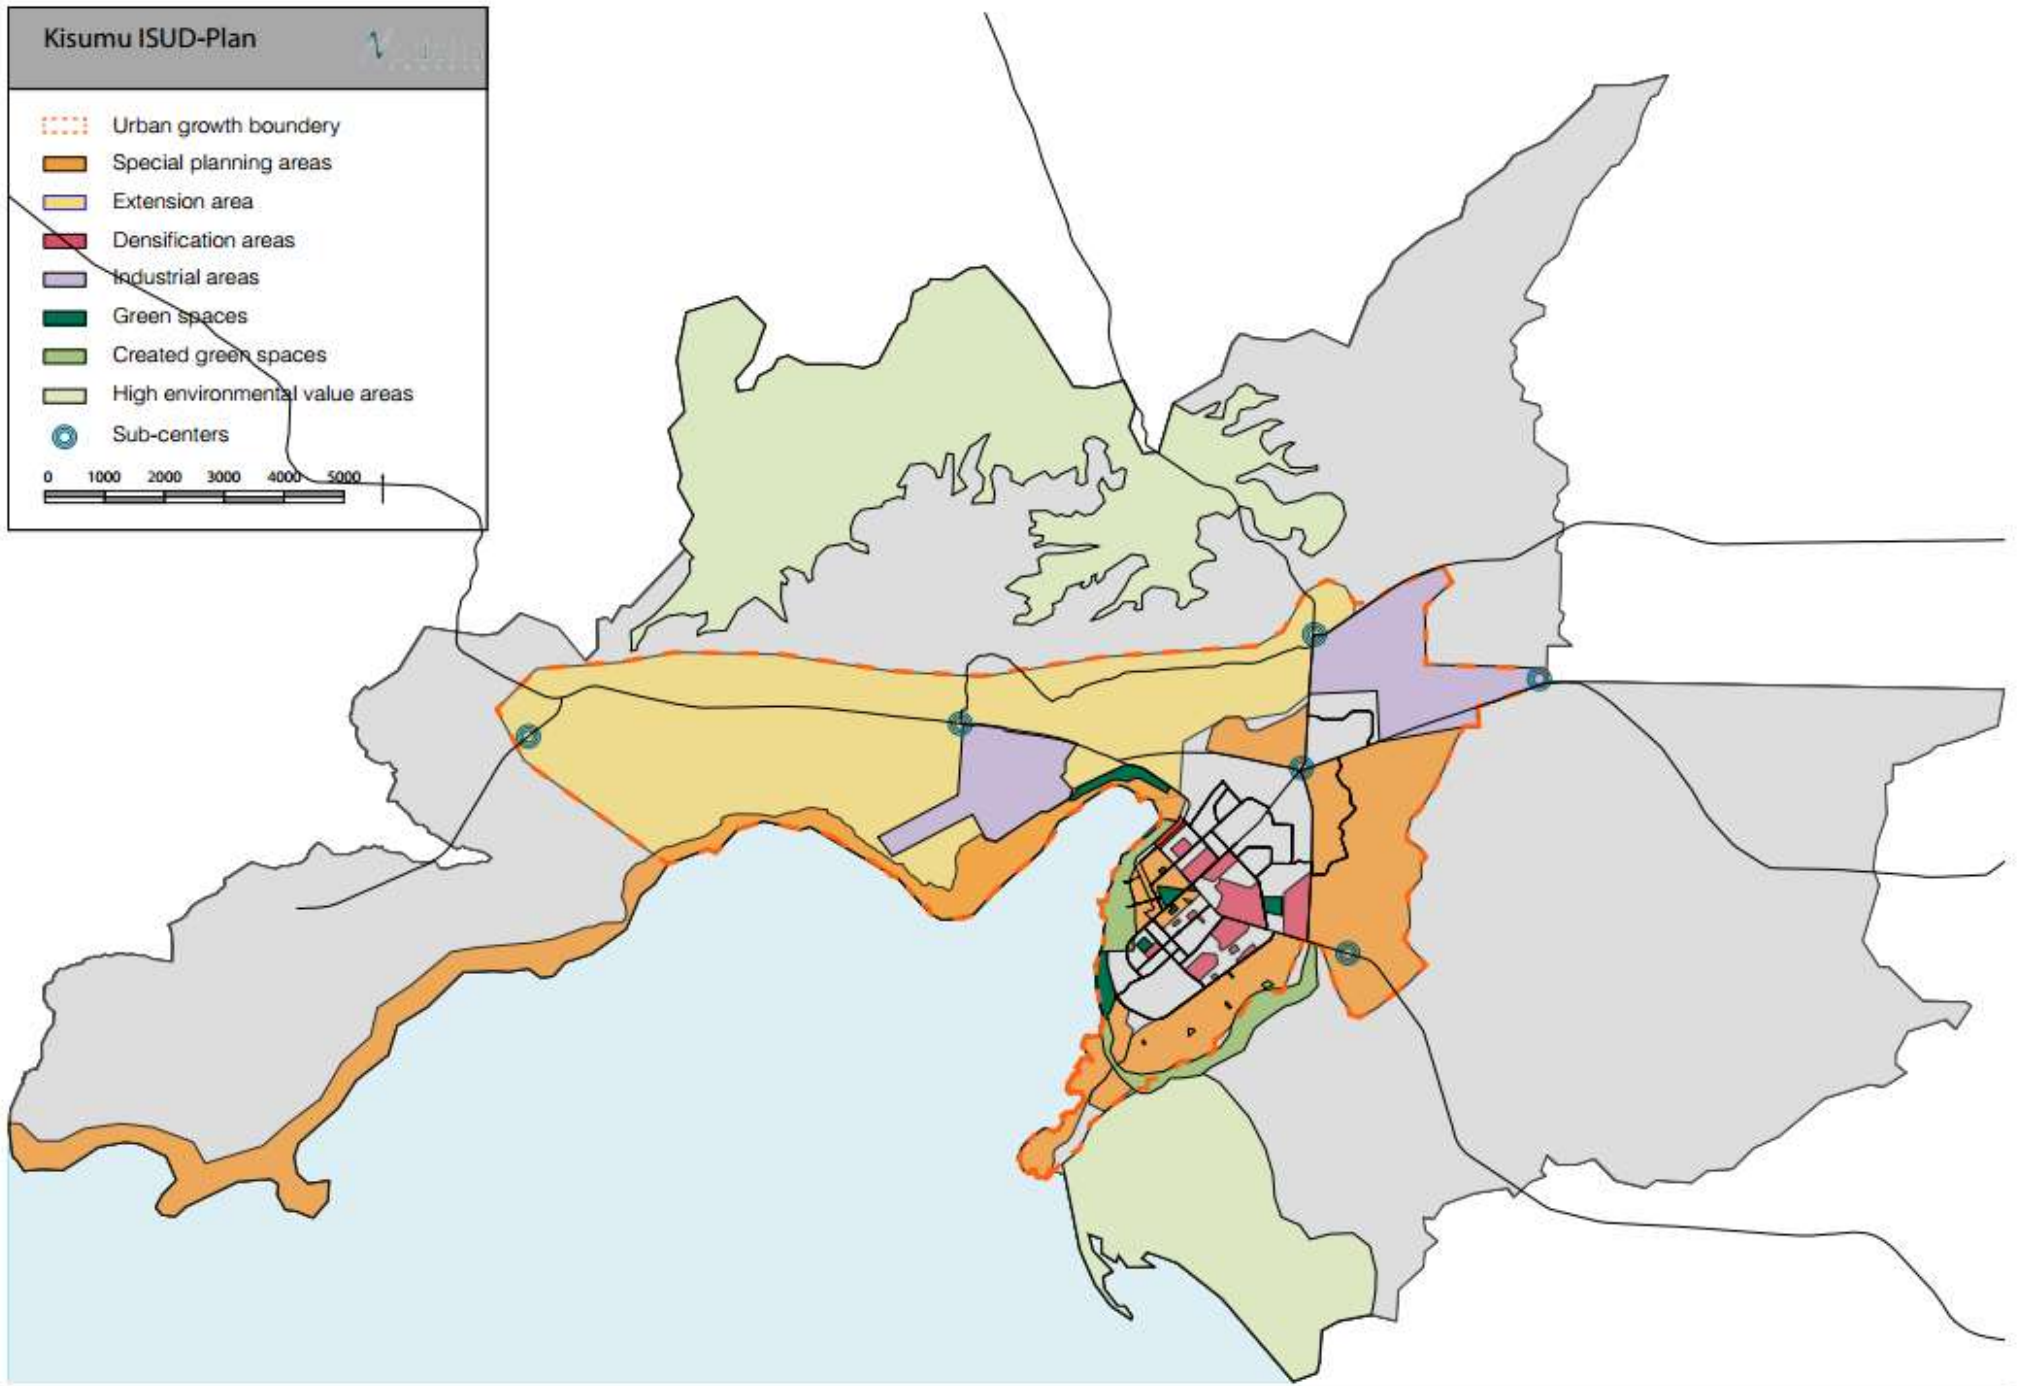 Kisumu ISUD-Plan
Urban growth boundery
Special planning areas
Extension area
Densification areas
Industrial areas
Green spaces
Created green spaces
High environmental value areas
Sub-centers
0 1000 2000 3000 4000 5000